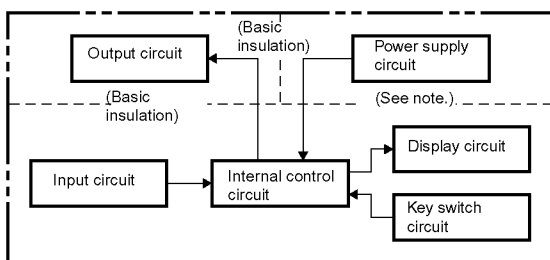 Output circuit
(Basic
insulation)
Power supply
circuit
(Basic
insulation)
(See note.)
Input circuit
Internal control
circuit
Display circuit
Key switch
circuit